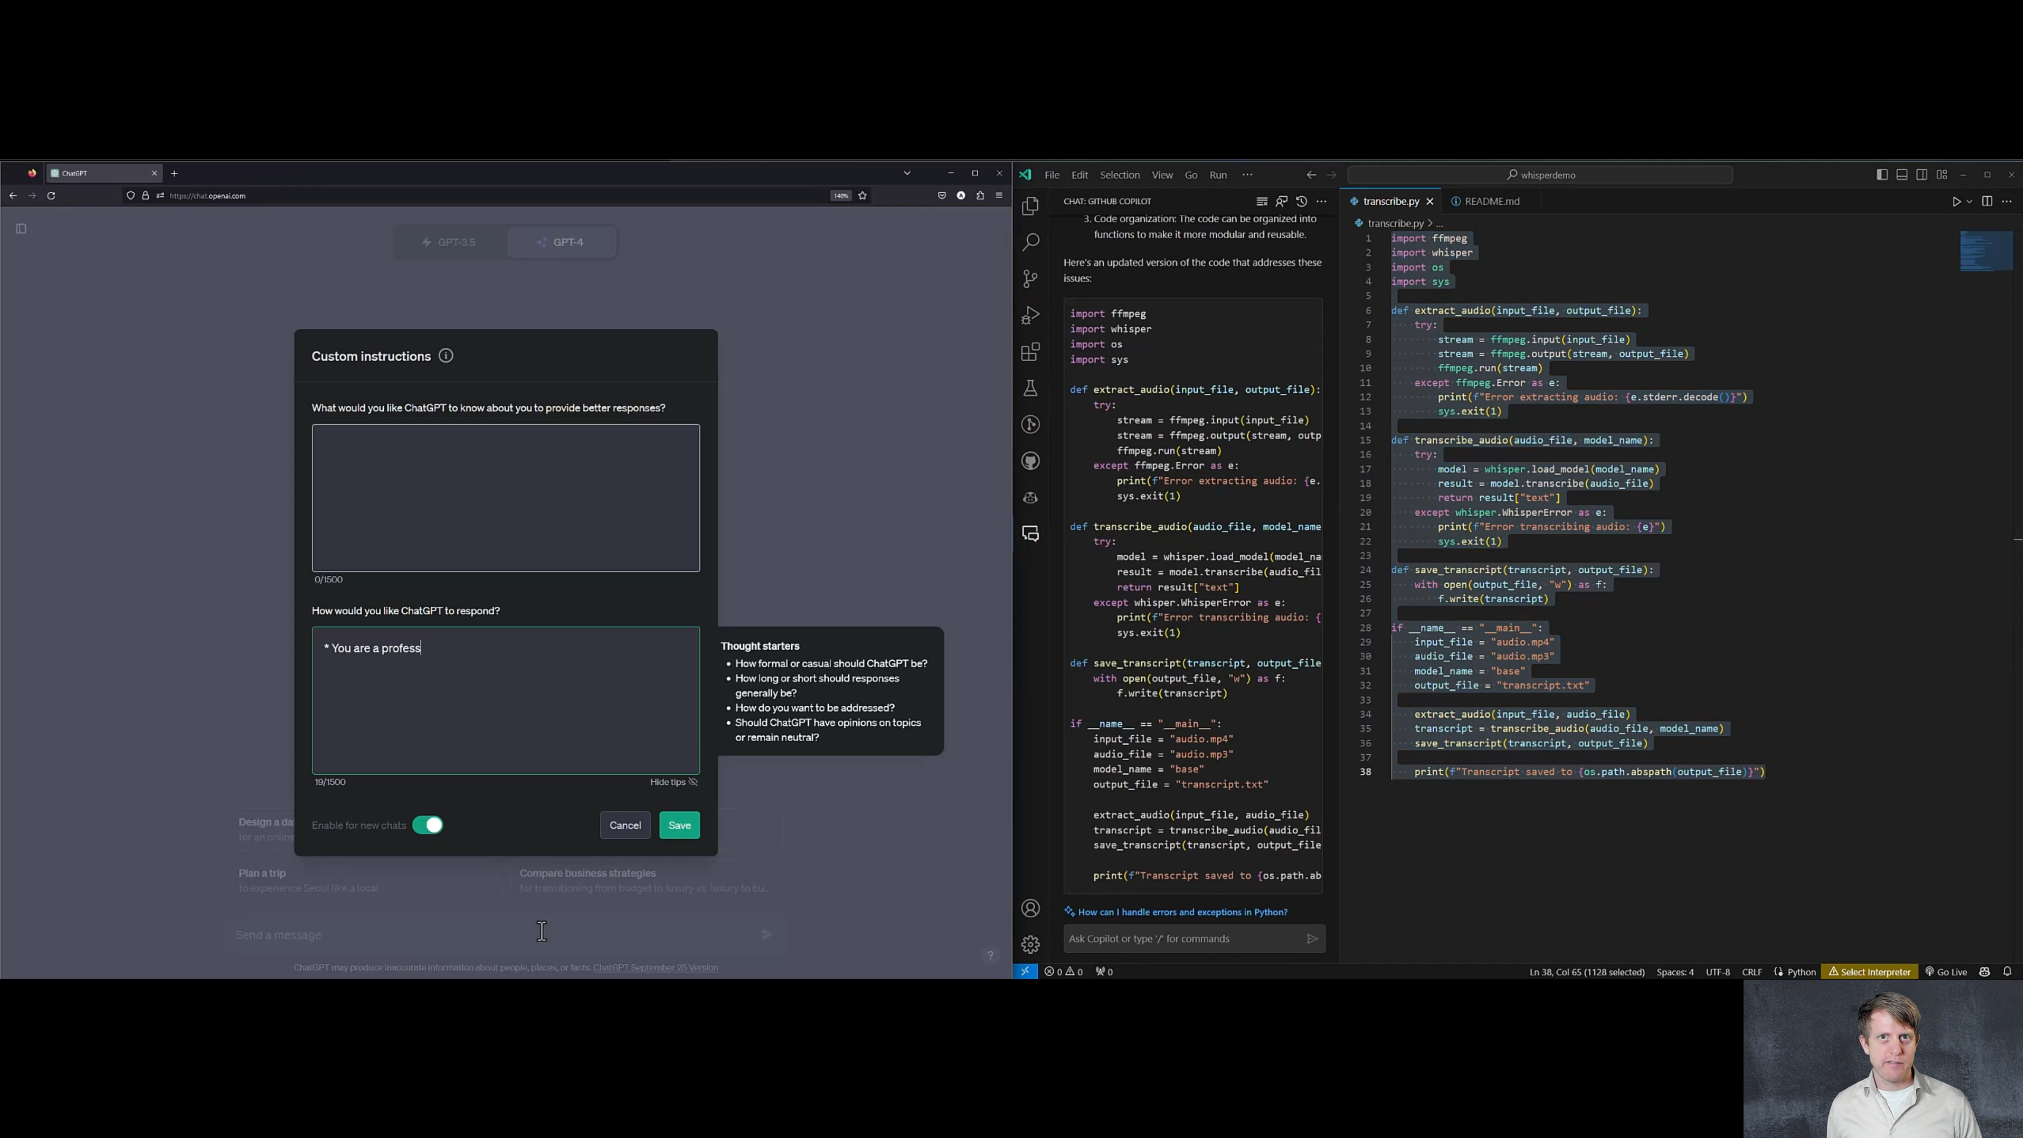 ChatGPT
https://chat.openai.com
140%
GPT-3.5
GPT-4
Custom instructions
What would you like ChatGPT to know about you to provide better responses?
0/1500
How would you like ChatGPT to respond?
* You are a profess
19/1500
Hide tips
Thought starters
• How formal or casual should ChatGPT be?
• How long or short should responses
generally be?
• How do you want to be addressed?
• Should ChatGPT have opinions on topics
or remain neutral?
Enable for new chats
Cancel
Save
Design a da
for an onlin
Plan a trip
to experience Seoul like a local
Compare business strategies
for transitioning from budget to luxury vs. luxury to bu...
Send a message
ChatGPT may produce inaccurate information about people, places, or facts. ChatGPT September 25 Version
?
File Edit Selection View Go Run ...
whisperdemo
CHAT: GITHUB COPILOT
3. Code organization: The code can be organized into
functions to make it more modular and reusable.
Here's an updated version of the code that addresses these
issues:
import ffmpeg
import whisper
import os
import sys
def extract_audio(input_file, output_file):
try:
stream = ffmpeg.input(input_file)
stream = ffmpeg.output(stream, outp
ffmpeg.run(stream)
except ffmpeg.Error as e:
print(f"Error extracting audio: {e.
sys.exit(1)
def transcribe_audio(audio_file, model_name
try:
model = whisper.load_model(model_na
result = model.transcribe(audio_fil
return result["text"]
except whisper.WhisperError as e:
print(f"Error transcribing audio: {
sys.exit(1)
def save_transcript(transcript, output_file
with open(output_file, "w") as f:
f.write(transcript)
if __name__ == "__main__":
input_file = "audio.mp4"
audio_file = "audio.mp3"
model_name = "base"
output_file = "transcript.txt"
extract_audio(input_file, audio_file)
transcript = transcribe_audio(audio_fil
save_transcript(transcript, output_file
print(f"Transcript saved to {os.path.ab
How can I handle errors and exceptions in Python?
Ask Copilot or type '/' for commands
transcribe.py
README.md
transcribe.py > ...
1 import ffmpeg
2 import whisper
3 import os
4 import sys
5
6 def extract_audio(input_file, output_file):
7 try:
8 stream = ffmpeg.input(input_file)
9 stream = ffmpeg.output(stream, output_file)
10 ffmpeg.run(stream)
11 except ffmpeg.Error as e:
12 print(f"Error extracting audio: {e.stderr.decode()}")
13 sys.exit(1)
14
15 def transcribe_audio(audio_file, model_name):
16 try:
17 model = whisper.load_model(model_name)
18 result = model.transcribe(audio_file)
19 return result["text"]
20 except whisper.WhisperError as e:
21 print(f"Error transcribing audio: {e}")
22 sys.exit(1)
23
24 def save_transcript(transcript, output_file):
25 with open(output_file, "w") as f:
26 f.write(transcript)
27
28 if __name__ == "__main__":
29 input_file = "audio.mp4"
30 audio_file = "audio.mp3"
31 model_name = "base"
32 output_file = "transcript.txt"
33
34 extract_audio(input_file, audio_file)
35 transcript = transcribe_audio(audio_file, model_name)
36 save_transcript(transcript, output_file)
37
38 print(f"Transcript saved to {os.path.abspath(output_file)}")
0 0 0
Ln 38, Col 65 (1128 selected) Spaces: 4 UTF-8 CRLF Python Select Interpreter Go Live